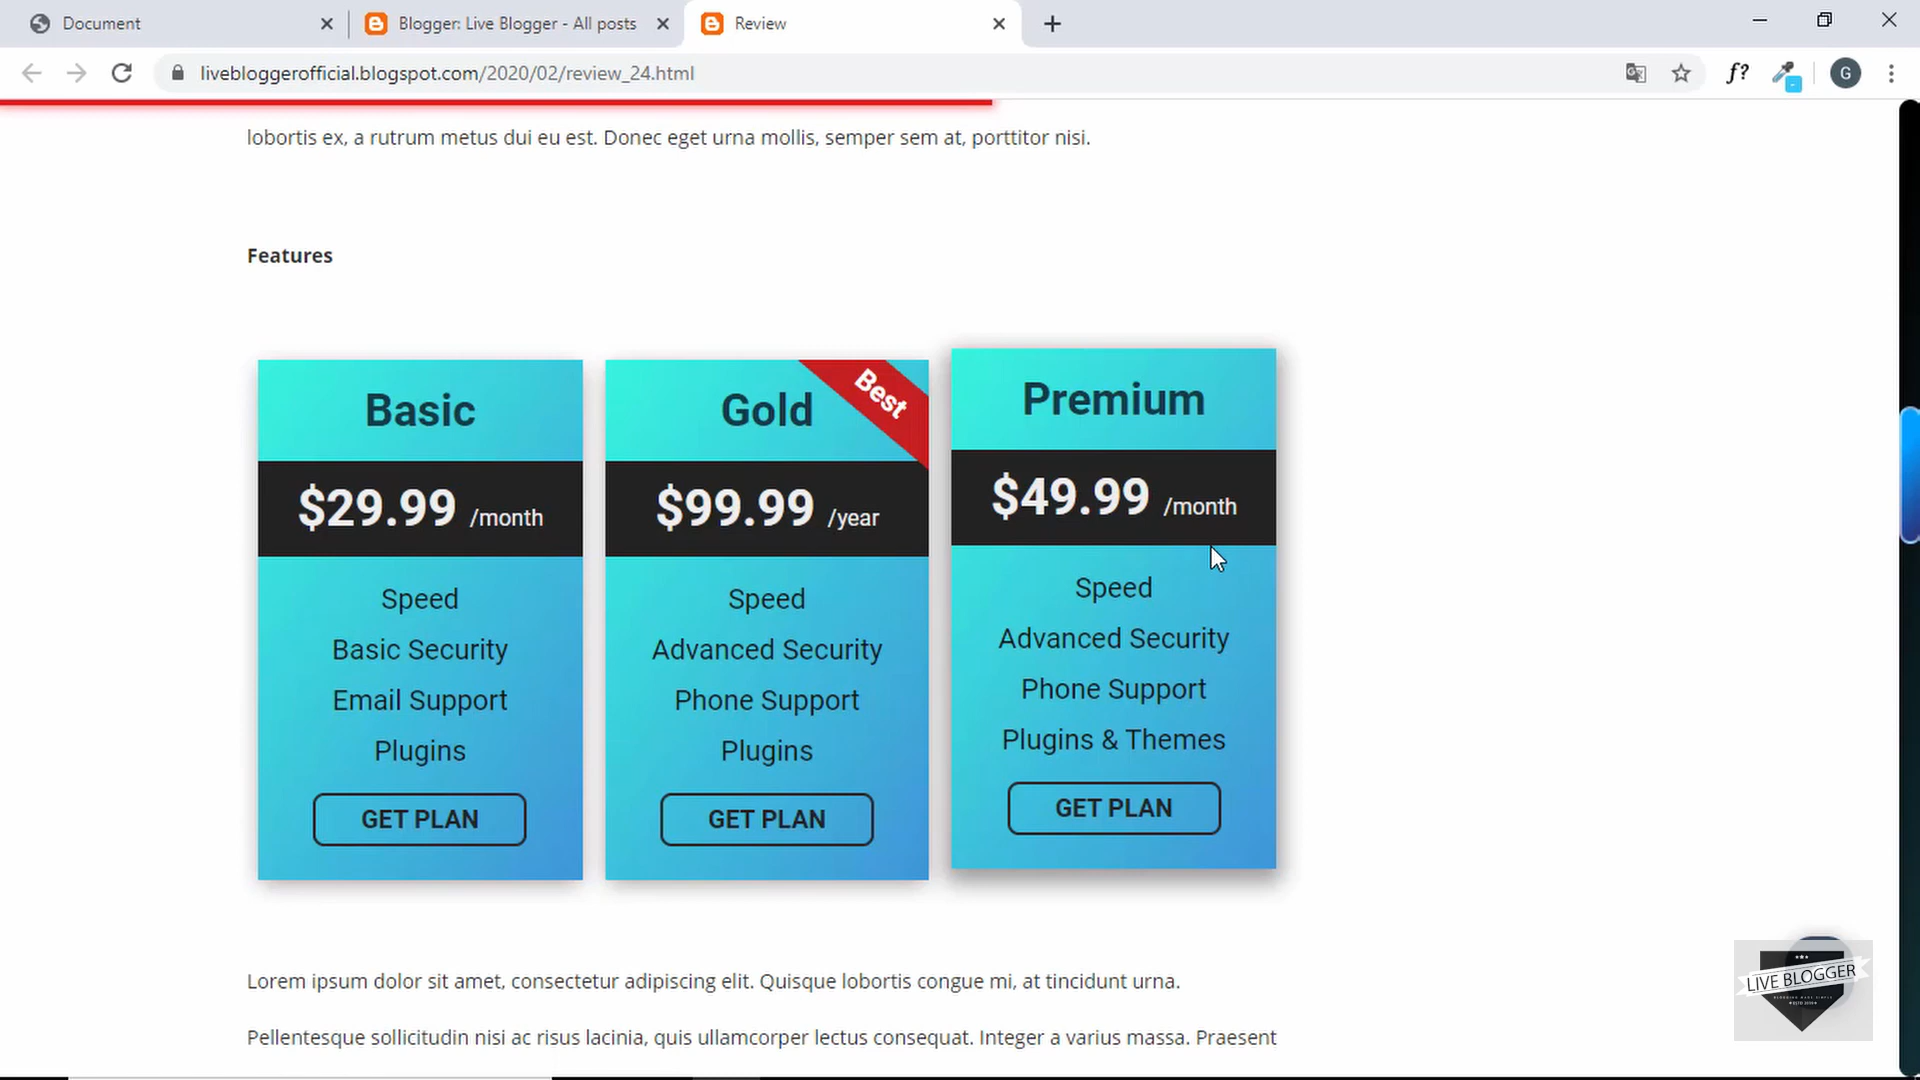 Document
Blogger: Live Blogger - All posts
Review
livebloggerofficial.blogspot.com/2020/02/review_24.html
f?
G
lobortis ex, a rutrum metus dui eu est. Donec eget urna mollis, semper sem at, porttitor nisi.
Features
Basic
$29.99 /month
Speed
Basic Security
Email Support
Plugins
GET PLAN
Gold
Best
$99.99 /year
Speed
Advanced Security
Phone Support
Plugins
GET PLAN
Premium
$49.99 /month
Speed
Advanced Security
Phone Support
Plugins & Themes
GET PLAN
Lorem ipsum dolor sit amet, consectetur adipiscing elit. Quisque lobortis congue mi, at tincidunt urna.
Pellentesque sollicitudin nisi ac risus lacinia, quis ullamcorper lectus consequat. Integer a varius massa. Praesent
LIVE BLOGGER